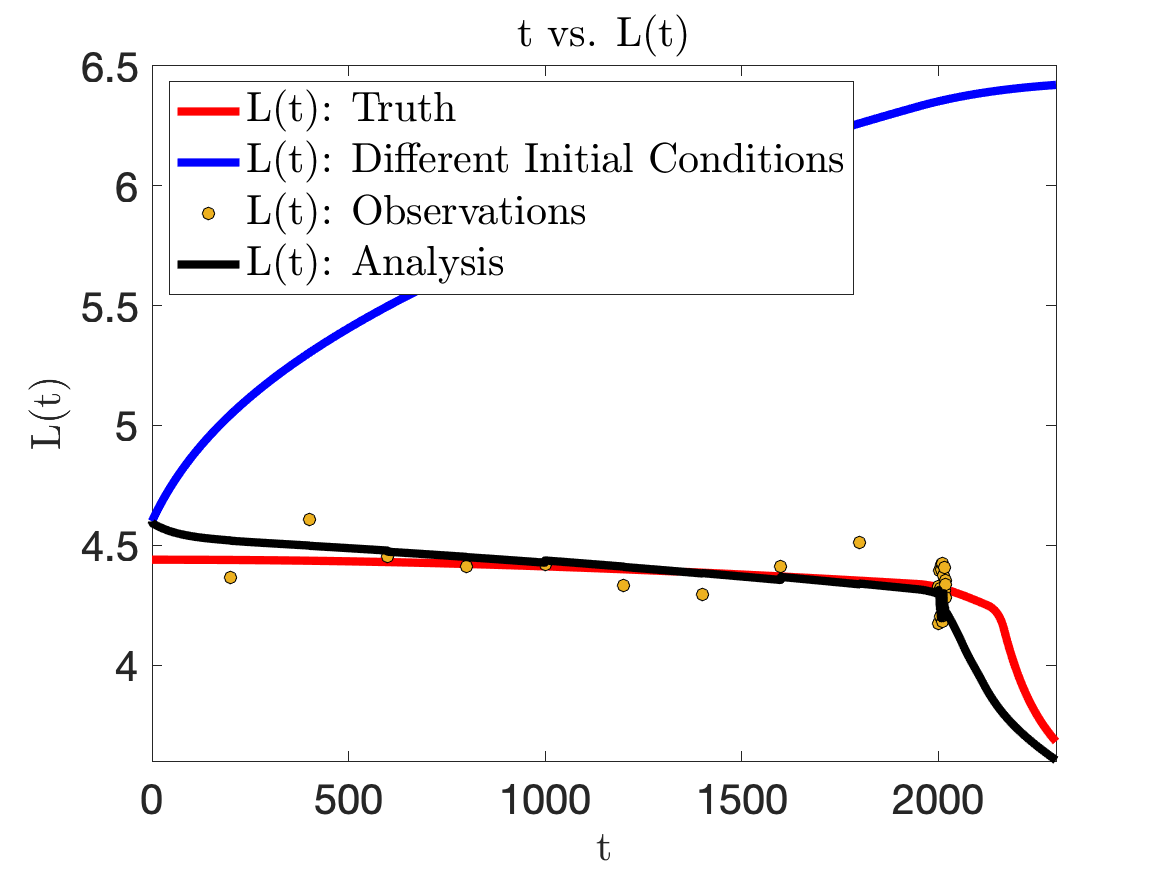 t vs. L(t)
6.5
6
5.5
5
4.5
4
L(t)
L(t): Truth
L(t): Different Initial Conditions
L(t): Observations
L(t): Analysis
0 500 1000 1500 2000
t